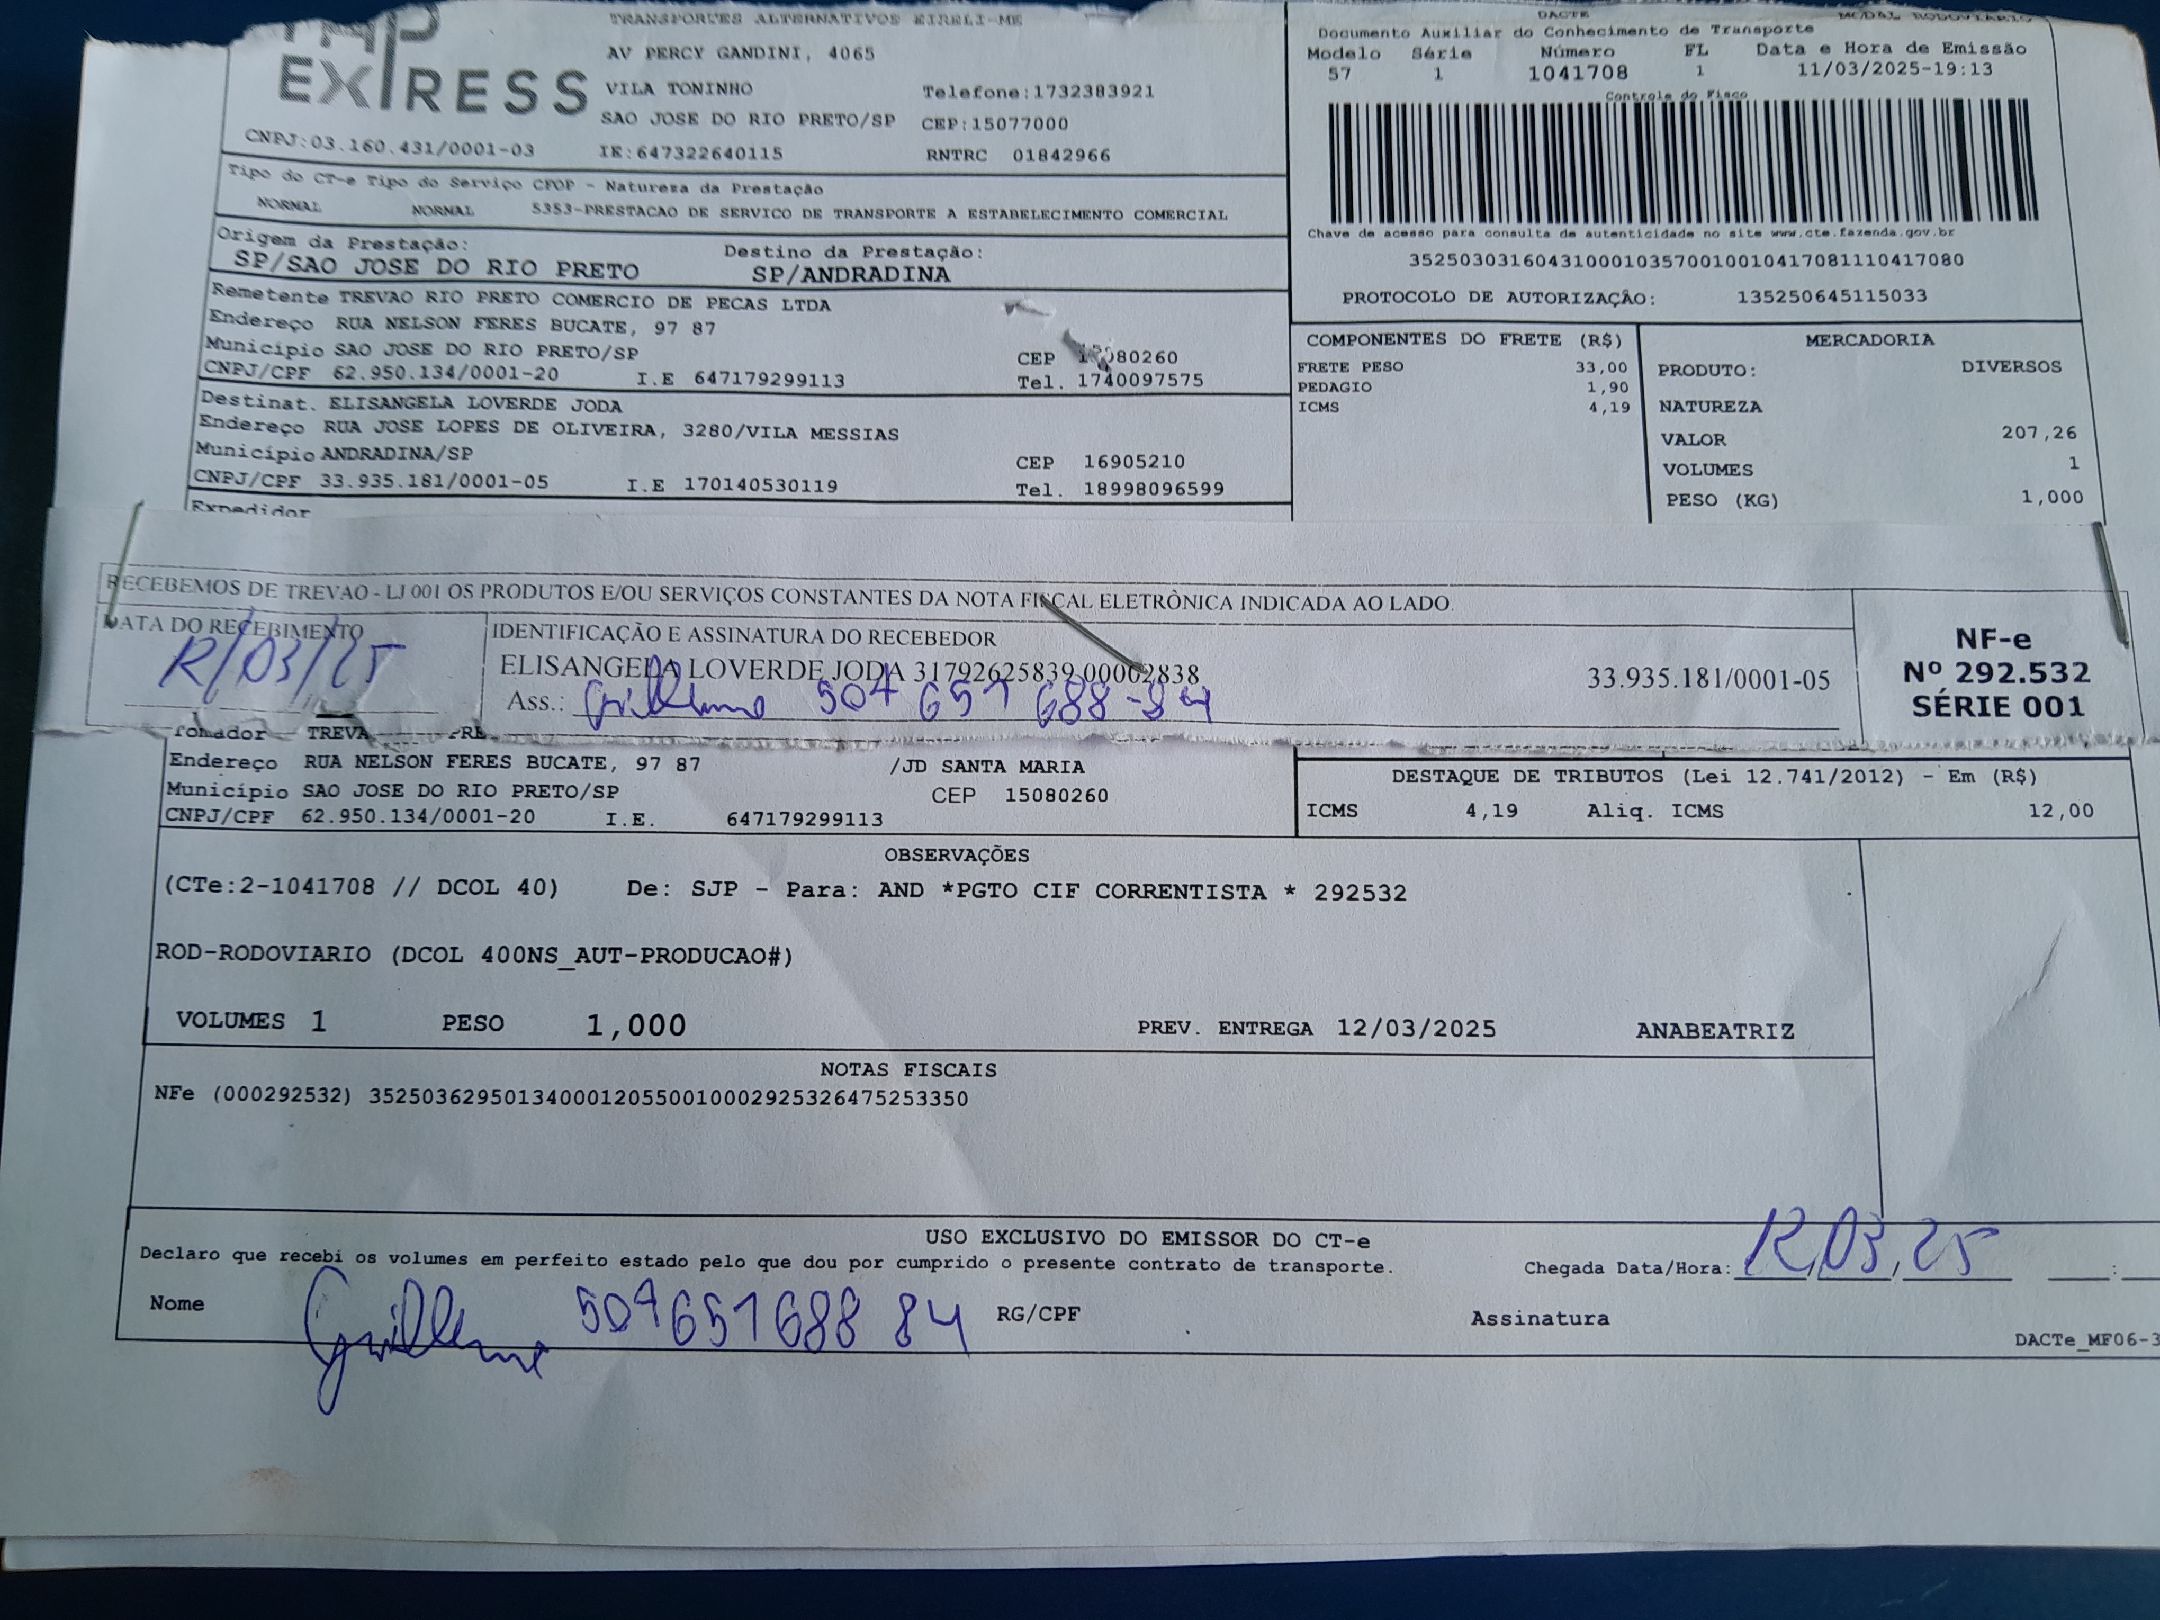 EXPRESS
TRANSPORTES ALTERNATIVOS EIRELI-ME
AV PERCY GANDINI, 4065
VILA TONINHO Telefone:1732383921
SAO JOSE DO RIO PRETO/SP CEP:15077000
CNPJ:03.160.431/0001-03 IE:647322640115 RNTRC 01842966
DACTE MODAL RODOVIARIO
Documento Auxiliar do Conhecimento de Transporte
Modelo Série Número FL Data e Hora de Emissão
57 1 1041708 1 11/03/2025-19:13
Controle do Fisco
Chave de acesso para consulta de autenticidade no site www.cte.fazenda.gov.br
35250303160431000103570010010417081110417080
PROTOCOLO DE AUTORIZAÇÃO: 135250645115033
Tipo do CT-e Tipo do Serviço CFOP - Natureza da Prestação
NORMAL NORMAL 5353-PRESTACAO DE SERVICO DE TRANSPORTE A ESTABELECIMENTO COMERCIAL
Origem da Prestação: Destino da Prestação:
SP/SAO JOSE DO RIO PRETO SP/ANDRADINA
Remetente TREVAO RIO PRETO COMERCIO DE PECAS LTDA
Endereço RUA NELSON FERES BUCATE, 97 87
Município SAO JOSE DO RIO PRETO/SP CEP 15080260
CNPJ/CPF 62.950.134/0001-20 I.E 647179299113 Tel. 1740097575
Destinat. ELISANGELA LOVERDE JODA
Endereço RUA JOSE LOPES DE OLIVEIRA, 3280/VILA MESSIAS
Município ANDRADINA/SP CEP 16905210
CNPJ/CPF 33.935.181/0001-05 I.E 170140530119 Tel. 18998096599
Expedidor
COMPONENTES DO FRETE (R$)
FRETE PESO 33,00
PEDAGIO 1,90
ICMS 4,19
MERCADORIA
PRODUTO: DIVERSOS
NATUREZA
VALOR 207,26
VOLUMES 1
PESO (KG) 1,000
RECEBEMOS DE TREVAO - LJ 001 OS PRODUTOS E/OU SERVIÇOS CONSTANTES DA NOTA FISCAL ELETRÔNICA INDICADA AO LADO.
DATA DO RECEBIMENTO
12/03/25
IDENTIFICAÇÃO E ASSINATURA DO RECEBEDOR
ELISANGELA LOVERDE JODA 31792625839 00002838 33.935.181/0001-05
Ass.: Guilherme 504 651 688-84
NF-e
Nº 292.532
SÉRIE 001
Tomador TREVA PRE
Endereço RUA NELSON FERES BUCATE, 97 87 /JD SANTA MARIA
Município SAO JOSE DO RIO PRETO/SP CEP 15080260
CNPJ/CPF 62.950.134/0001-20 I.E. 647179299113
DESTAQUE DE TRIBUTOS (Lei 12.741/2012) - Em (R$)
ICMS 4,19 Aliq. ICMS 12,00
OBSERVAÇÕES
(CTe:2-1041708 // DCOL 40) De: SJP - Para: AND *PGTO CIF CORRENTISTA * 292532
ROD-RODOVIARIO (DCOL 400NS_AUT-PRODUCAO#)
VOLUMES 1 PESO 1,000 PREV. ENTREGA 12/03/2025 ANABEATRIZ
NOTAS FISCAIS
NFe (000292532) 35250362950134000120550010002925326475253350
USO EXCLUSIVO DO EMISSOR DO CT-e
Declaro que recebi os volumes em perfeito estado pelo que dou por cumprido o presente contrato de transporte. Chegada Data/Hora: 12,03,25 :
Nome Guilherme 504651688 84 RG/CPF Assinatura
DACTe_MF06-3